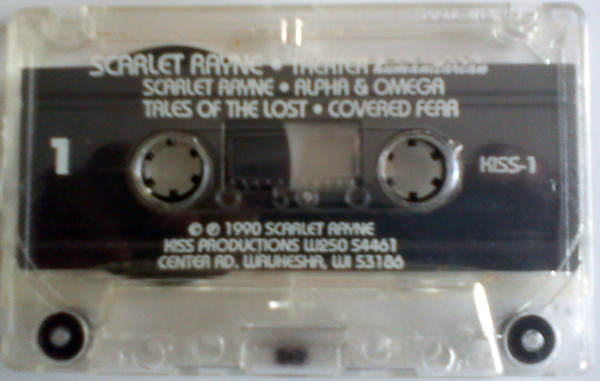 SCARLET RAYNE • THEATER
SCARLET RAYNE • ALPHA & OMEGA
TALES OF THE LOST • COVERED FEAR
1
KISS-1
© ℗ 1990 SCARLET RAYNE
KISS PRODUCTIONS W250 S4461
CENTER RD. WAUKESHA, WI 53186